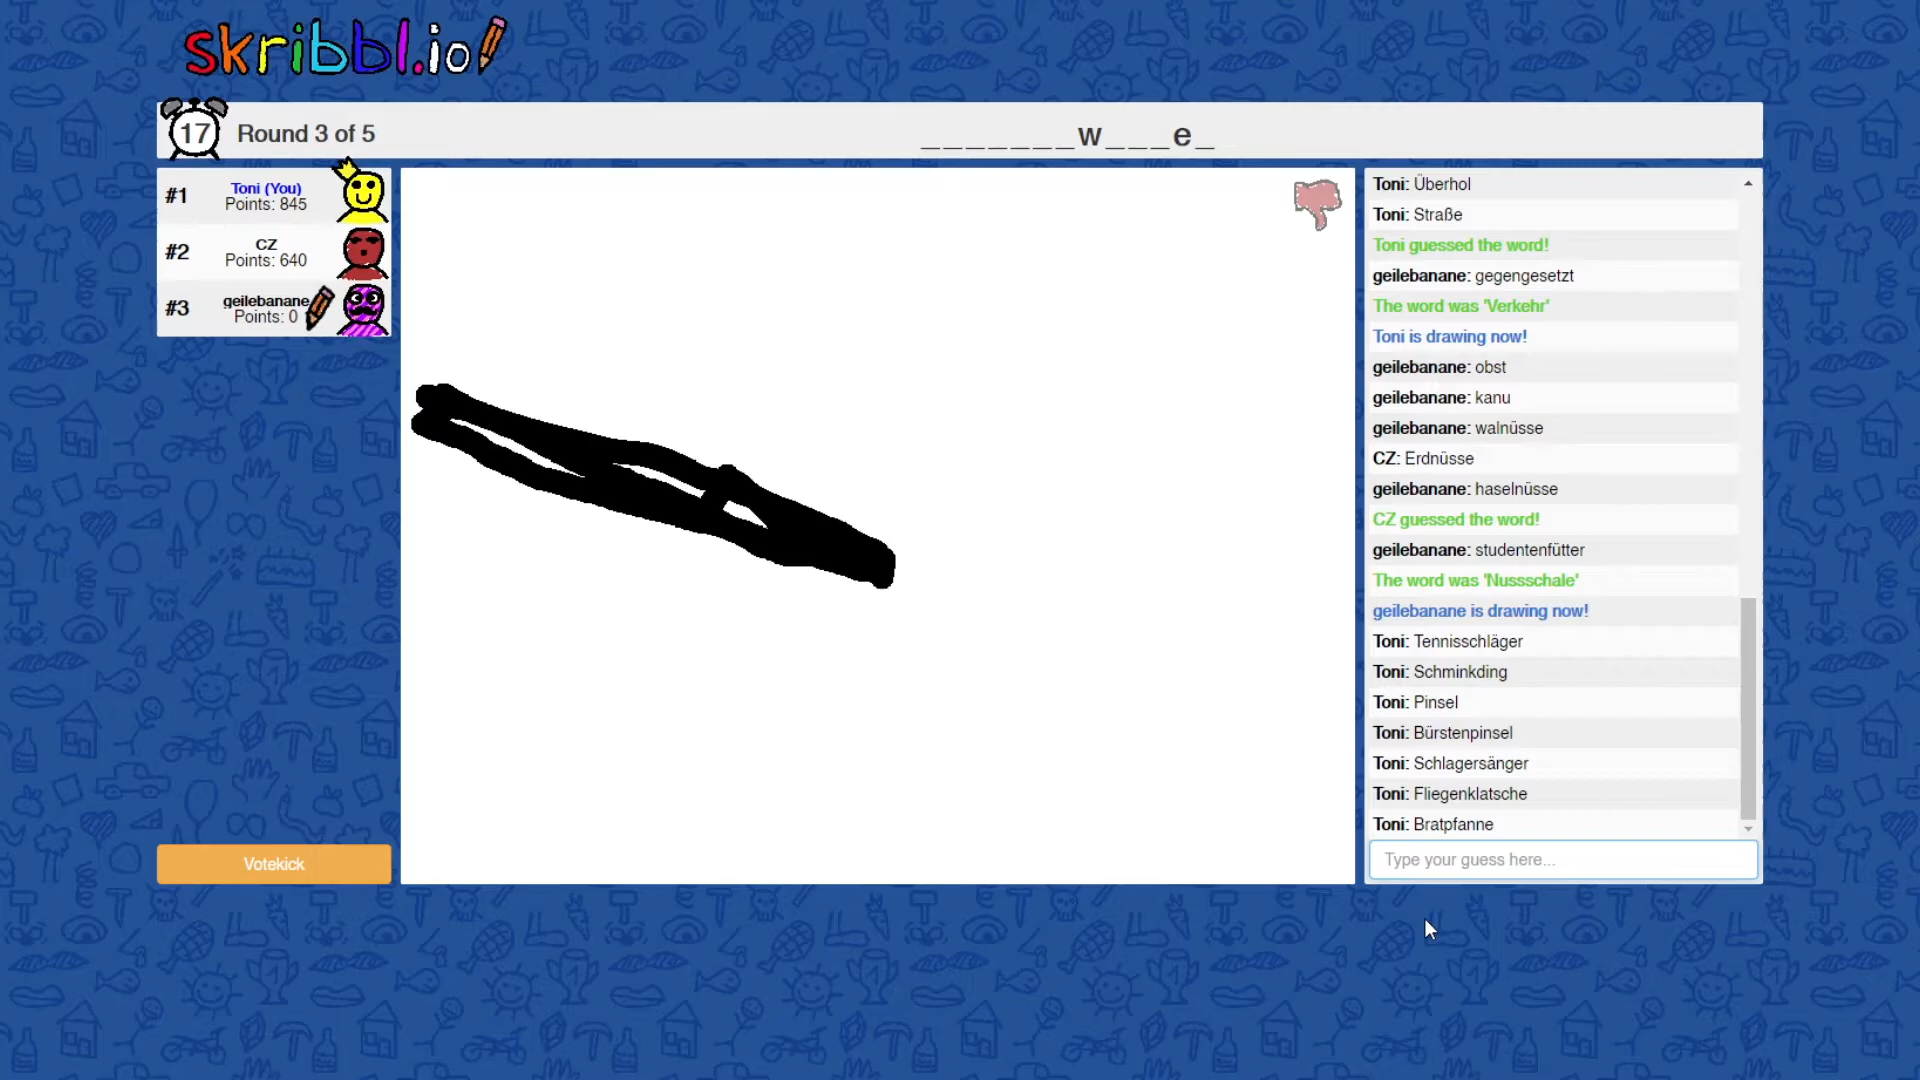 skribbl.io
17
Round 3 of 5
_______w___e_
#1
Toni (You)
Points: 845
#2
CZ
Points: 640
#3
geilebanane
Points: 0
Votekick
Toni: Überhol
Toni: Straße
Toni guessed the word!
geilebanane: gegengesetzt
The word was 'Verkehr'
Toni is drawing now!
geilebanane: obst
geilebanane: kanu
geilebanane: walnüsse
CZ: Erdnüsse
geilebanane: haselnüsse
CZ guessed the word!
geilebanane: studentenfütter
The word was 'Nussschale'
geilebanane is drawing now!
Toni: Tennisschläger
Toni: Schminkding
Toni: Pinsel
Toni: Bürstenpinsel
Toni: Schlagersänger
Toni: Fliegenklatsche
Toni: Bratpfanne
Type your guess here...